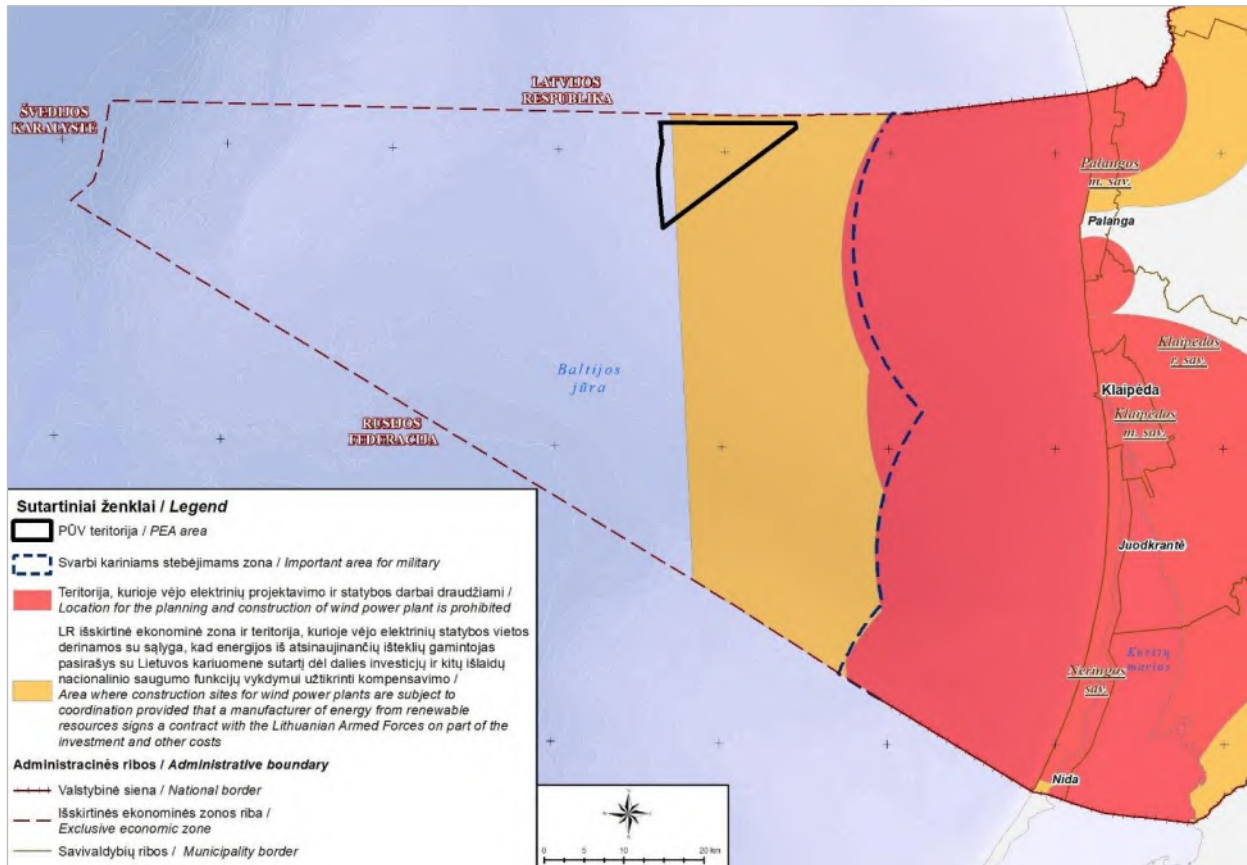 LATVIJOS
RESPUBLIKA
ŠVEDIJOS
KARALYSTĖ
Palangos
m. sav.
Palanga
Klaipėdos
r. sav.
Baltijos
jūra
Klaipėda
Klaipėdos
m. sav.
RUSIJOS
FEDERACIJA
Juodkrantė
Kuršių
marios
Neringos
sav.
Nida
Sutartiniai ženklai / Legend
PŪV teritorija / PEA area
Svarbi kariniams stebėjimams zona / Important area for military
Teritorija, kurioje vėjo elektrinių projektavimo ir statybos darbai draudžiami /
Location for the planning and construction of wind power plant is prohibited
LR išskirtinė ekonominė zona ir teritorija, kurioje vėjo elektrinių statybos vietos
derinamos su sąlyga, kad energijos iš atsinaujinančių išteklių gamintojas
pasirašys su Lietuvos kariuomene sutartį dėl dalies investicijų ir kitų išlaidų
nacionalinio saugumo funkcijų vykdymui užtikrinti kompensavimo /
Area where construction sites for wind power plants are subject to
coordination provided that a manufacturer of energy from renewable
resources signs a contract with the Lithuanian Armed Forces on part of the
investment and other costs
Administracinės ribos / Administrative boundary
Valstybinė siena / National border
Išskirtinės ekonominės zonos riba /
Exclusive economic zone
Savivaldybių ribos / Municipality border
0 5 10 20 km